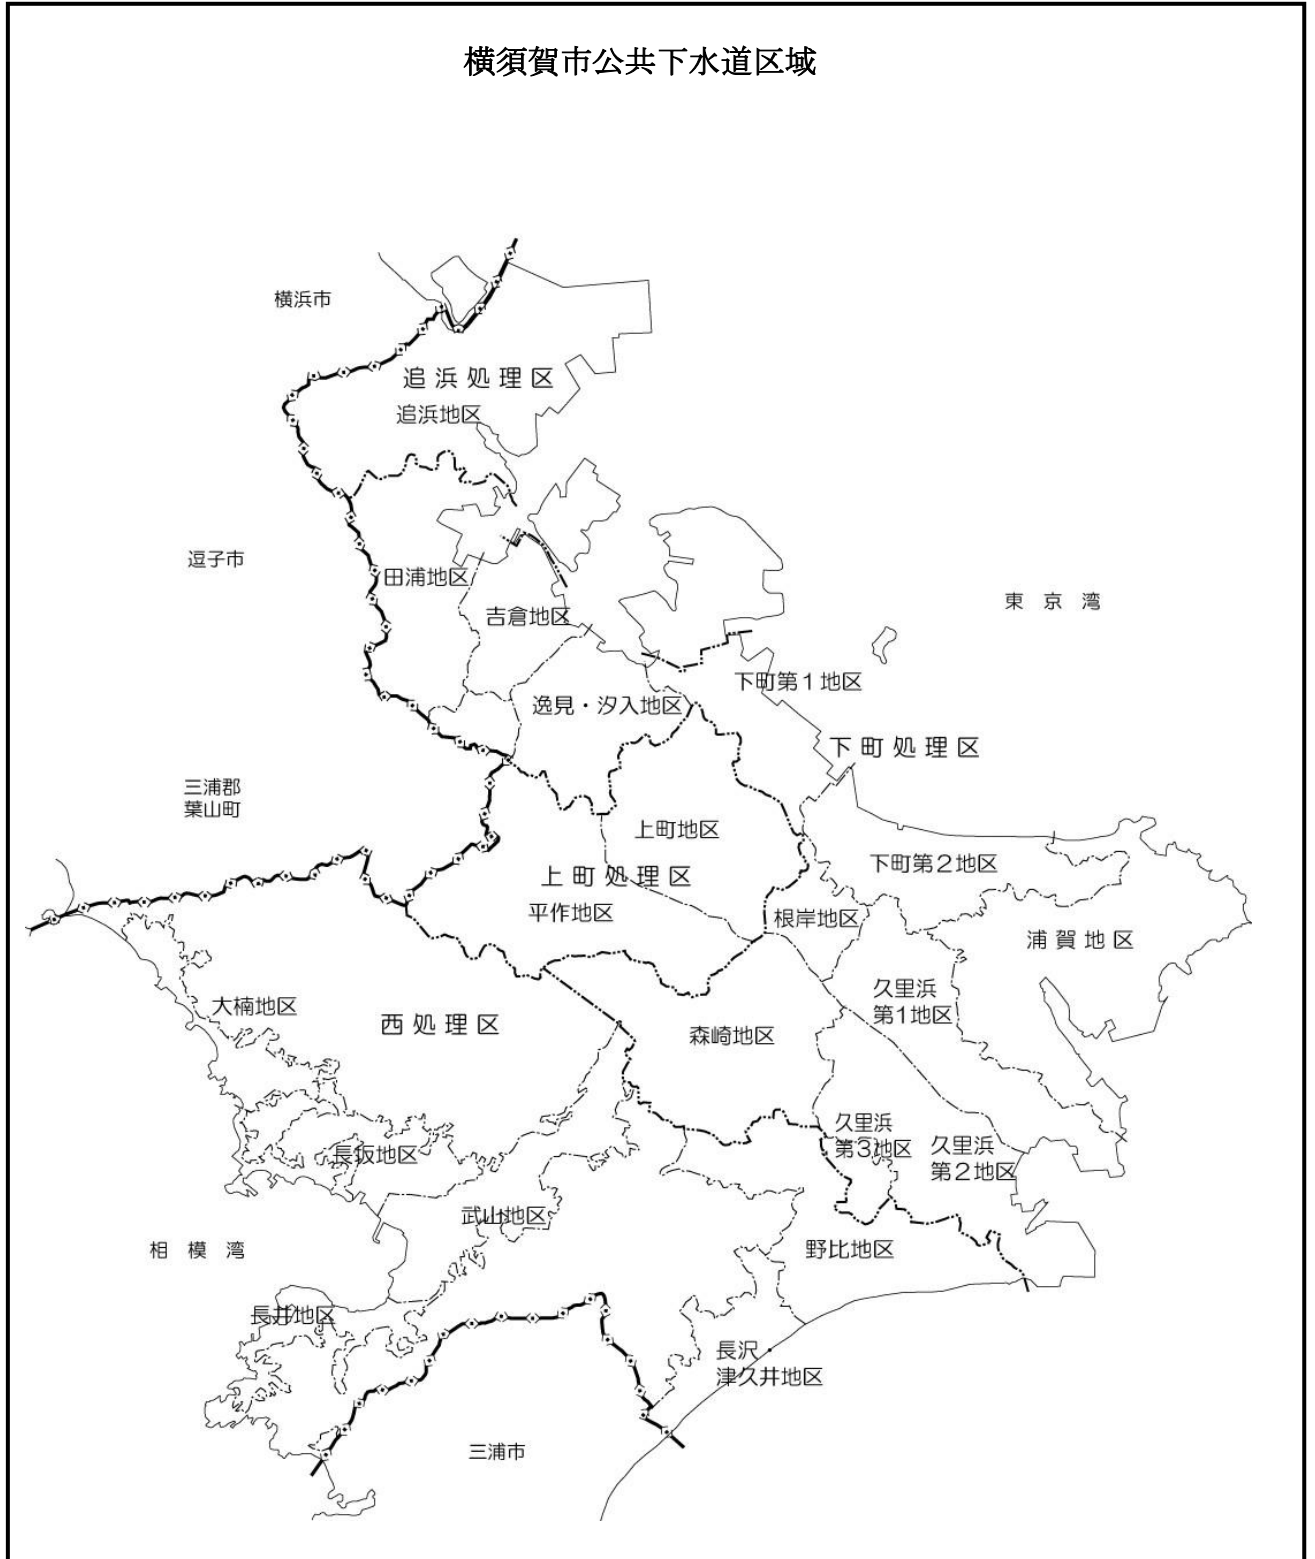 横須賀市公共下水道区域
横浜市
追浜処理区
追浜地区
逗子市
田浦地区
吉倉地区
東京湾
下町第1地区
逸見・汐入地区
下町処理区
三浦郡
葉山町
上町地区
下町第2地区
上町処理区
平作地区
根岸地区
浦賀地区
久里浜
第1地区
大楠地区
西処理区
森崎地区
久里浜
第3地区
久里浜
第2地区
長坂地区
武山地区
相模湾
野比地区
長井地区
長沢・
津久井地区
三浦市